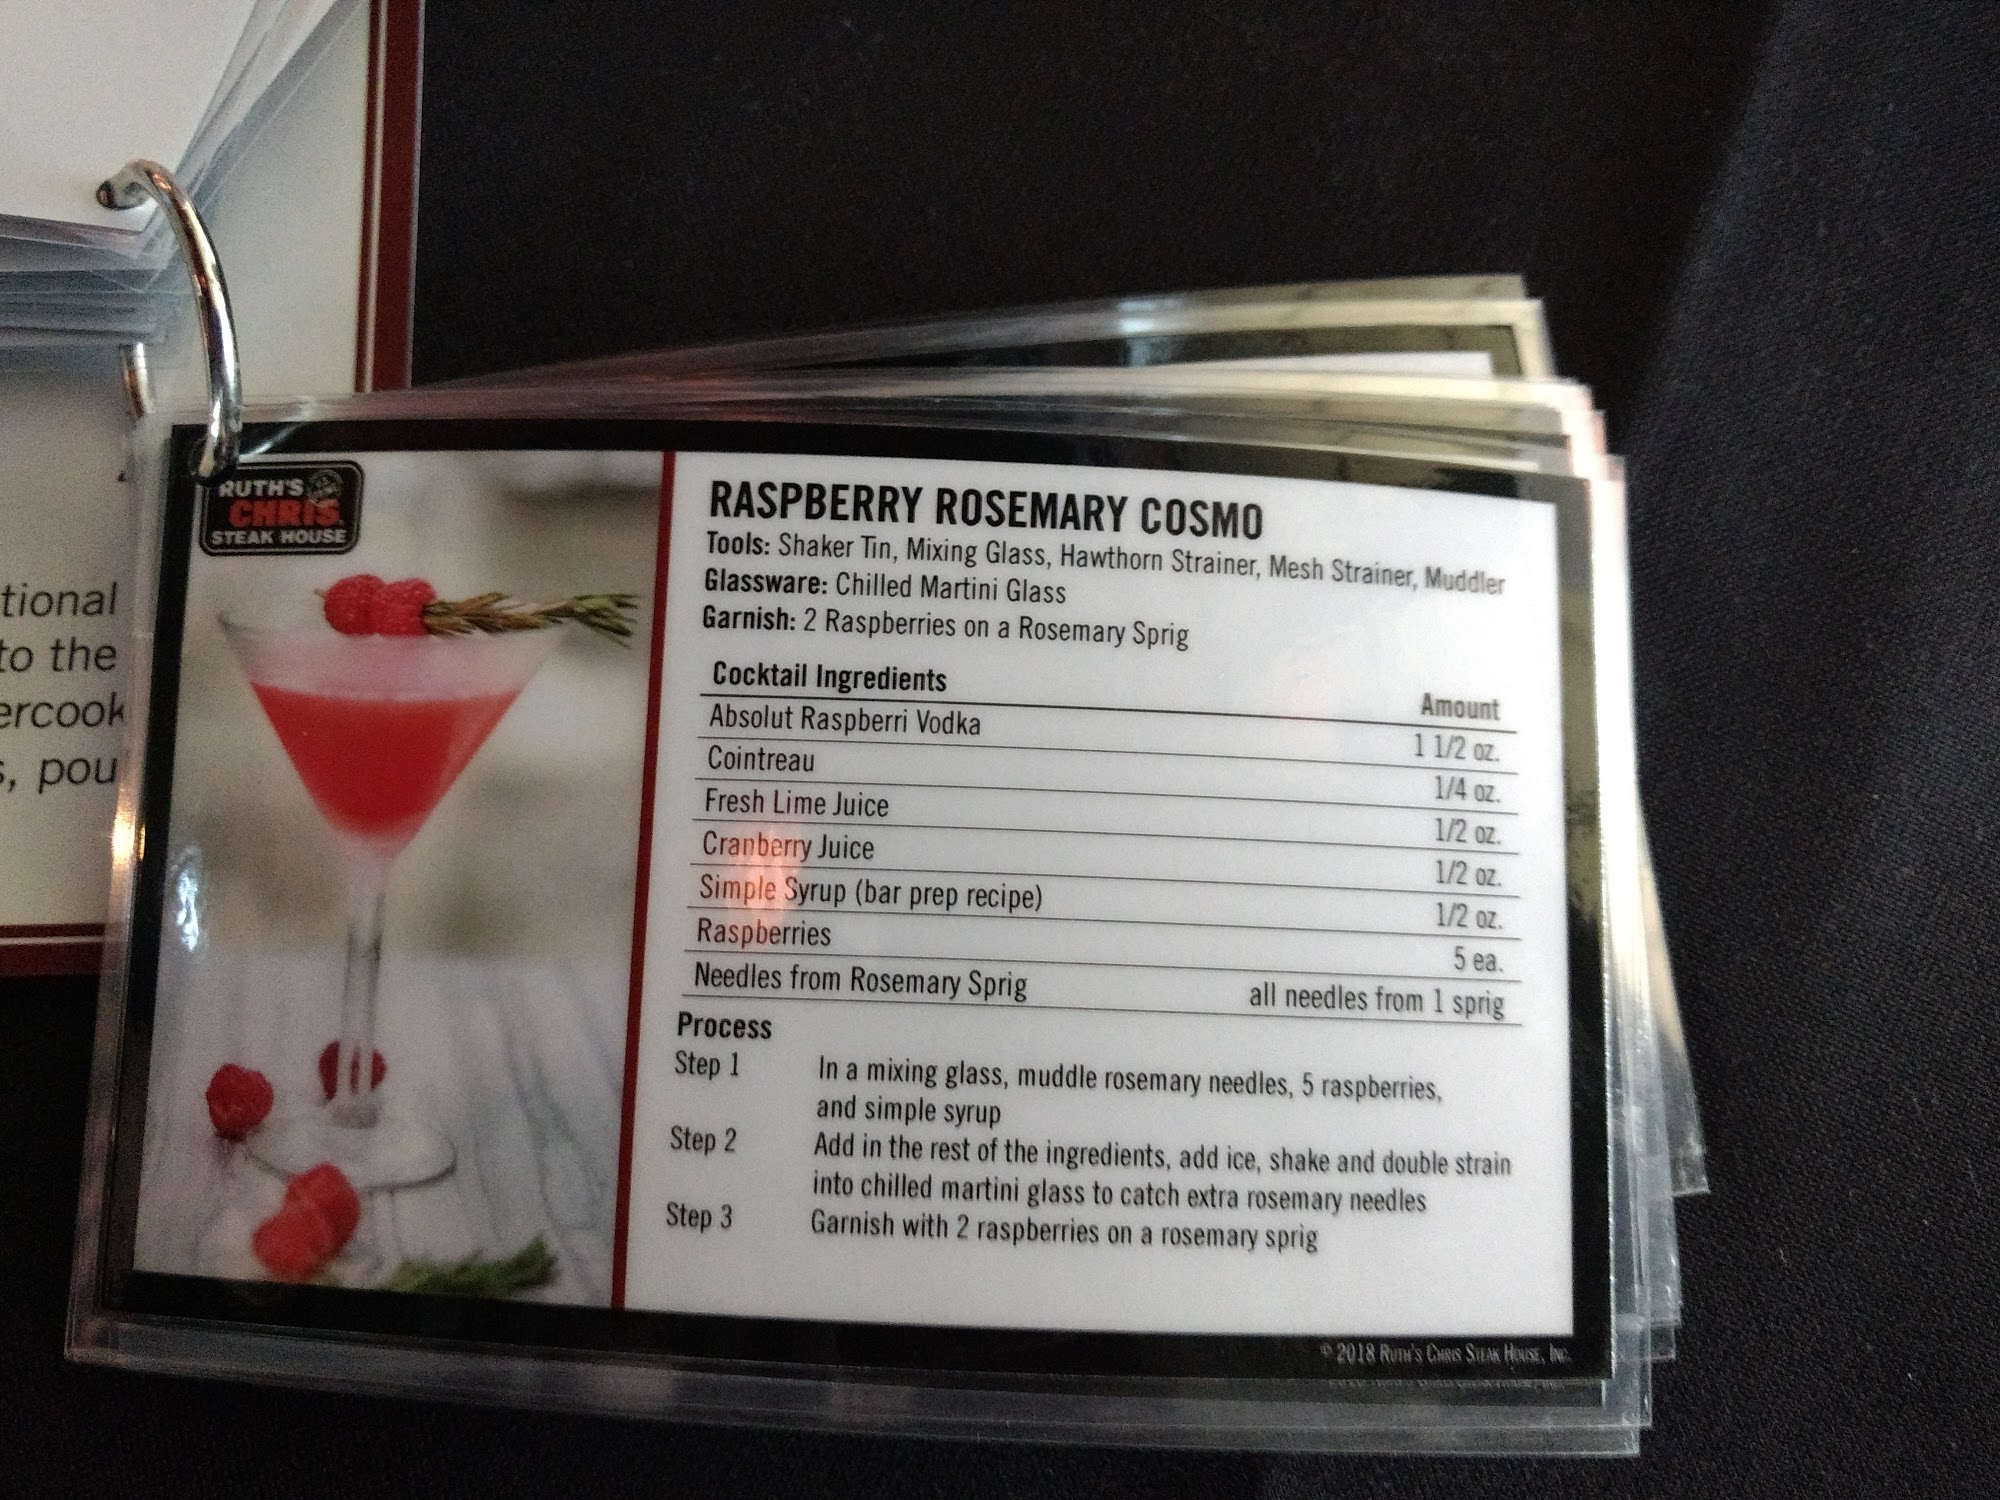 tional
to the
ercook
s, pou
RUTH'S
CHRIS
STEAK HOUSE
RASPBERRY ROSEMARY COSMO
Tools: Shaker Tin, Mixing Glass, Hawthorn Strainer, Mesh Strainer, Muddler
Glassware: Chilled Martini Glass
Garnish: 2 Raspberries on a Rosemary Sprig
Cocktail Ingredients Amount
Absolut Raspberri Vodka 1 1/2 oz.
Cointreau 1/4 oz.
Fresh Lime Juice 1/2 oz.
Cranberry Juice 1/2 oz.
Simple Syrup (bar prep recipe) 1/2 oz.
Raspberries 5 ea.
Needles from Rosemary Sprig all needles from 1 sprig
Process
Step 1 In a mixing glass, muddle rosemary needles, 5 raspberries,
and simple syrup
Step 2 Add in the rest of the ingredients, add ice, shake and double strain
into chilled martini glass to catch extra rosemary needles
Step 3 Garnish with 2 raspberries on a rosemary sprig
© 2018 Ruth's Chris Steak House, Inc.